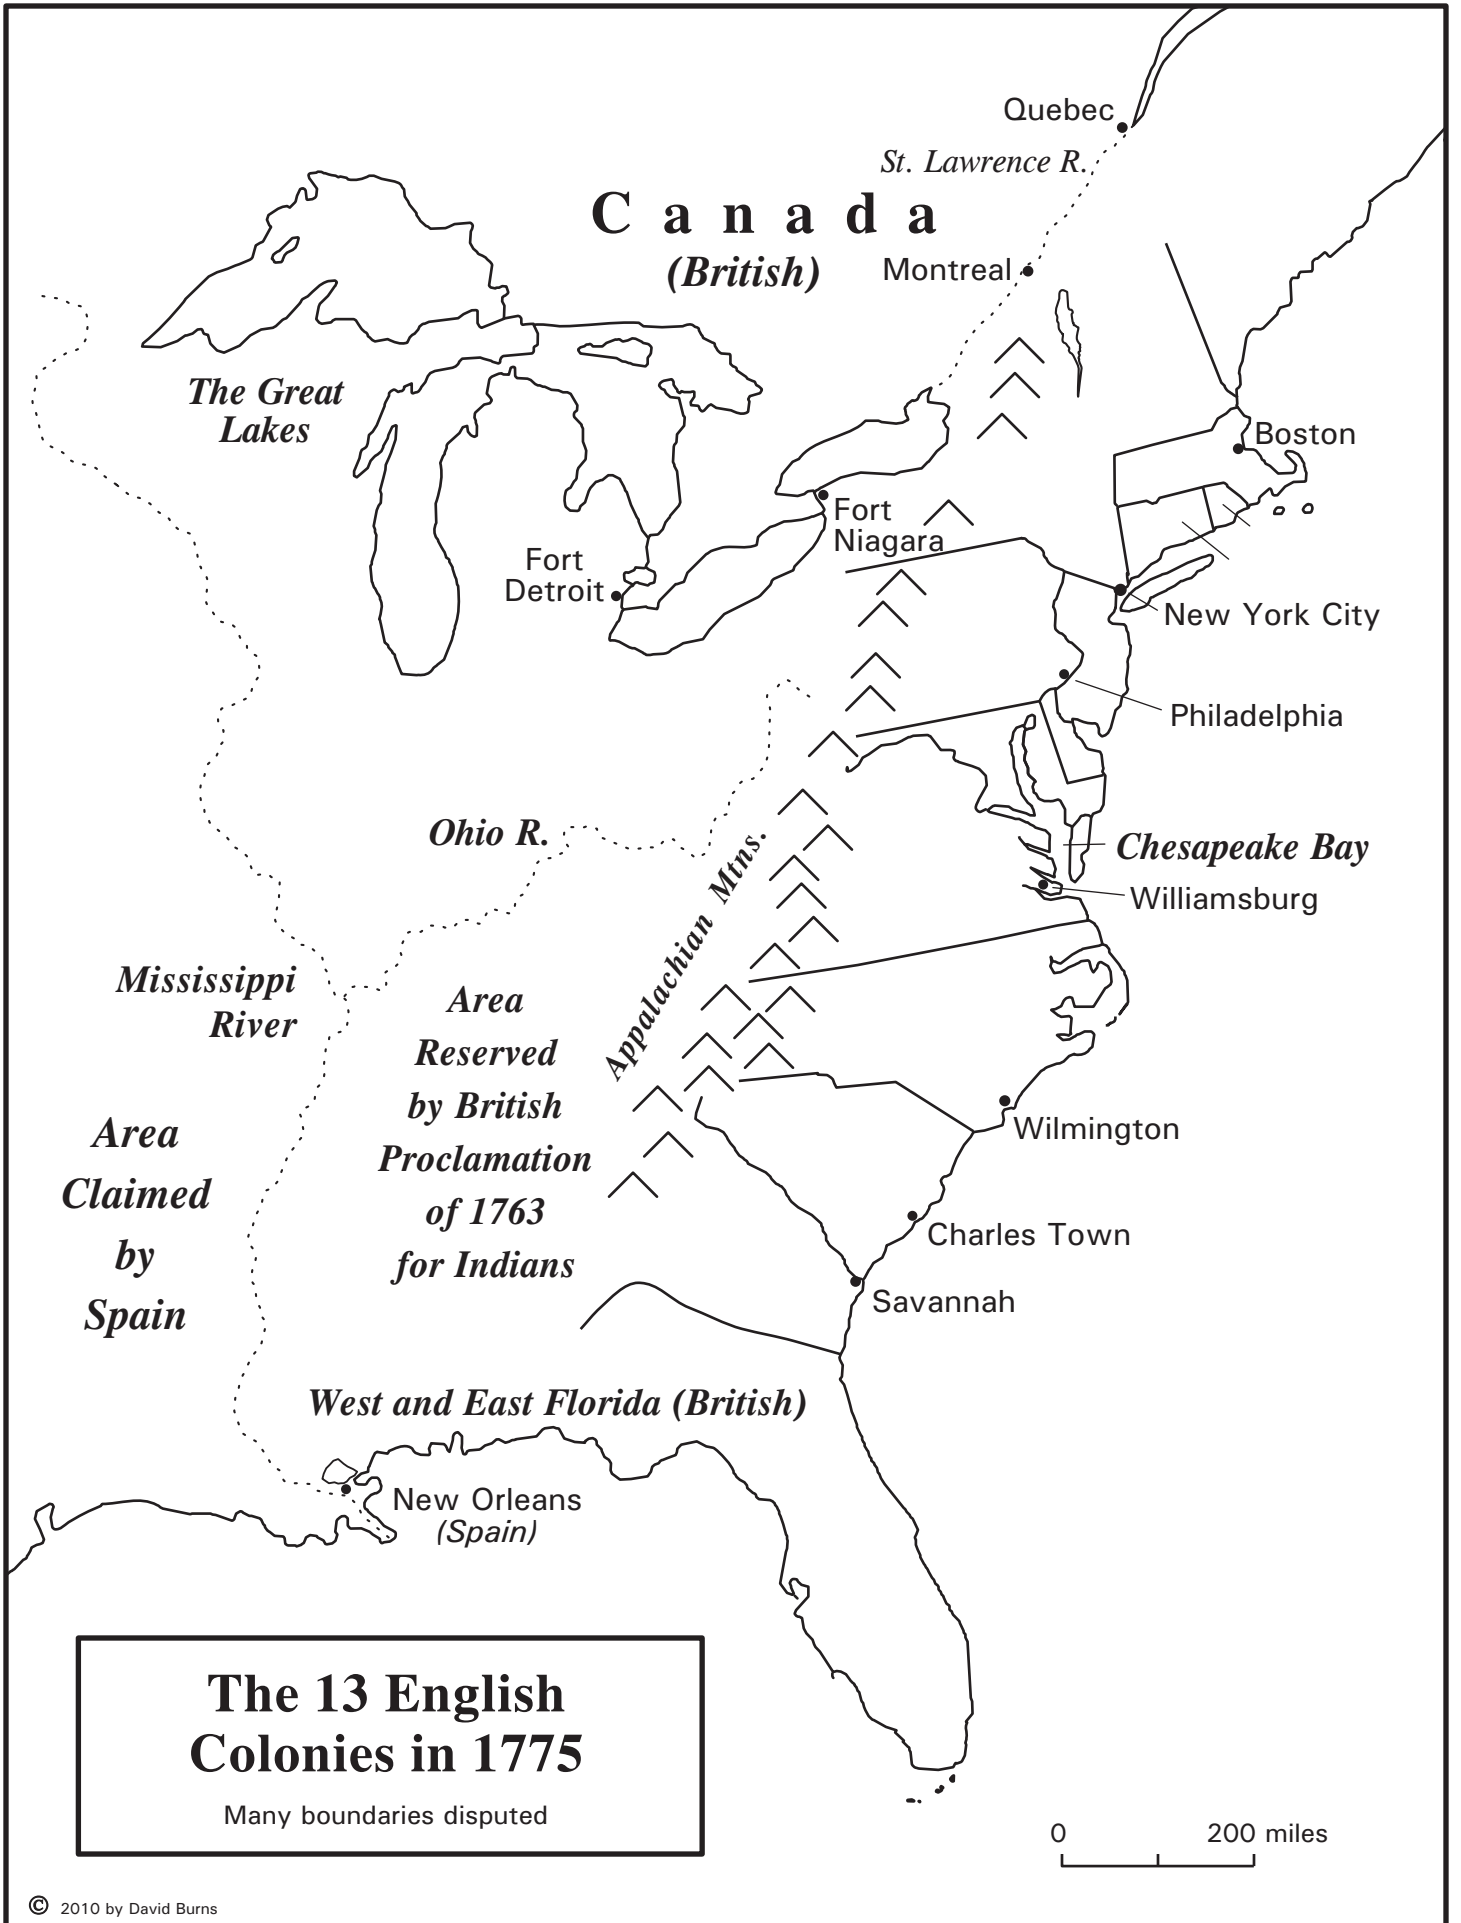 Quebec
St. Lawrence R.
Canada
(British)
Montreal
The Great
Lakes
Boston
Fort
Niagara
Fort
Detroit
New York City
Philadelphia
Ohio R.
Appalachian Mtns.
Chesapeake Bay
Williamsburg
Mississippi
River
Area
Reserved
by British
Proclamation
of 1763
for Indians
Area
Claimed
by
Spain
Wilmington
Charles Town
Savannah
West and East Florida (British)
New Orleans
(Spain)
The 13 English
Colonies in 1775
Many boundaries disputed
0 200 miles
© 2010 by David Burns